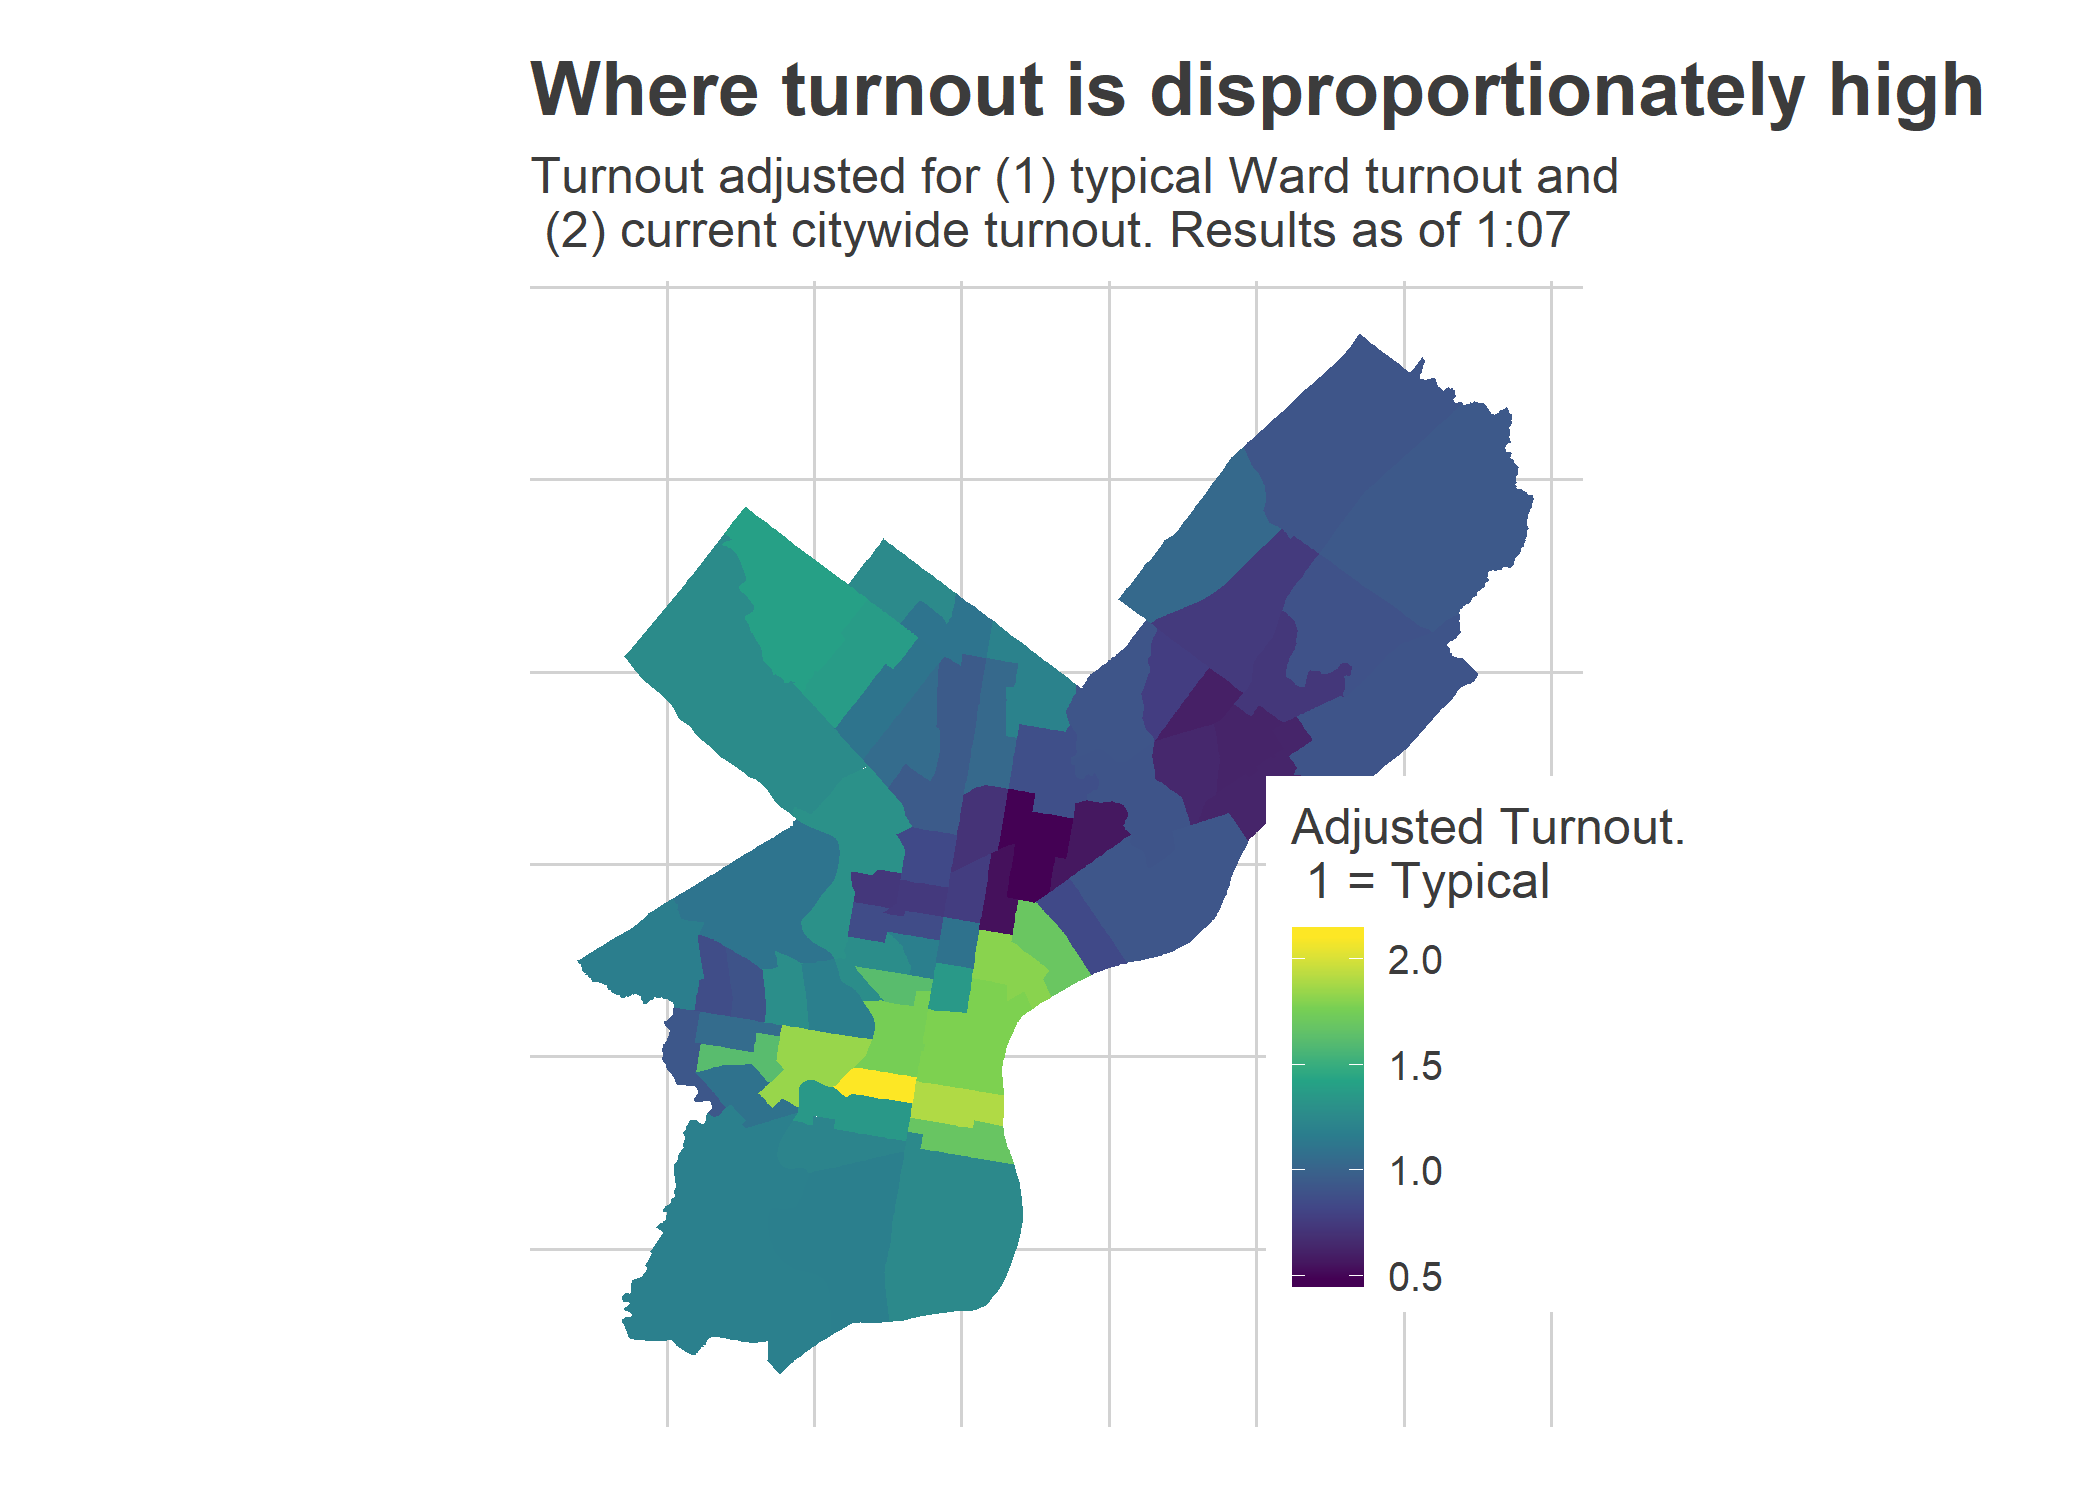 Where turnout is disproportionately high
Turnout adjusted for (1) typical Ward turnout and
(2) current citywide turnout. Results as of 1:07
Adjusted Turnout.
1 = Typical
2.0
1.5
1.0
0.5